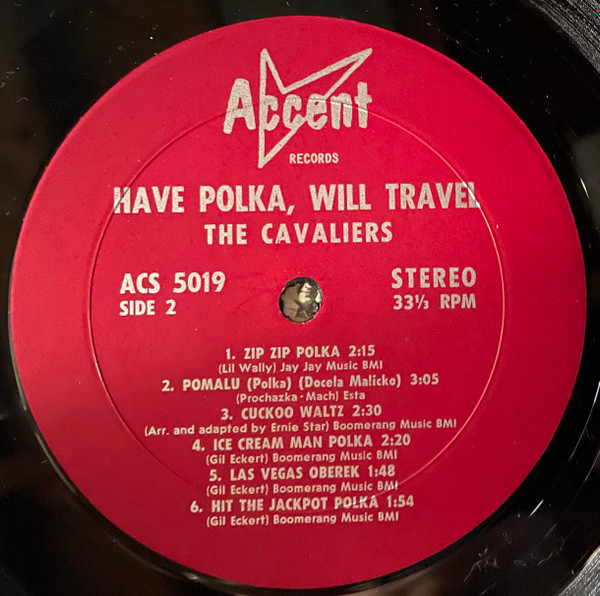 Accent
RECORDS
HAVE POLKA, WILL TRAVEL
THE CAVALIERS
ACS 5019
SIDE 2
STEREO
33⅓ RPM
1. ZIP ZIP POLKA 2:15
(Lil Wally) Jay Jay Music BMI
2. POMALU (Polka) (Docela Malicko) 3:05
(Prochazka - Mach) Esta
3. CUCKOO WALTZ 2:30
(Arr. and adapted by Ernie Star) Boomerang Music BMI
4. ICE CREAM MAN POLKA 2:20
(Gil Eckert) Boomerang Music BMI
5. LAS VEGAS OBEREK 1:48
(Gil Eckert) Boomerang Music BMI
6. HIT THE JACKPOT POLKA 1:54
(Gil Eckert) Boomerang Music BMI